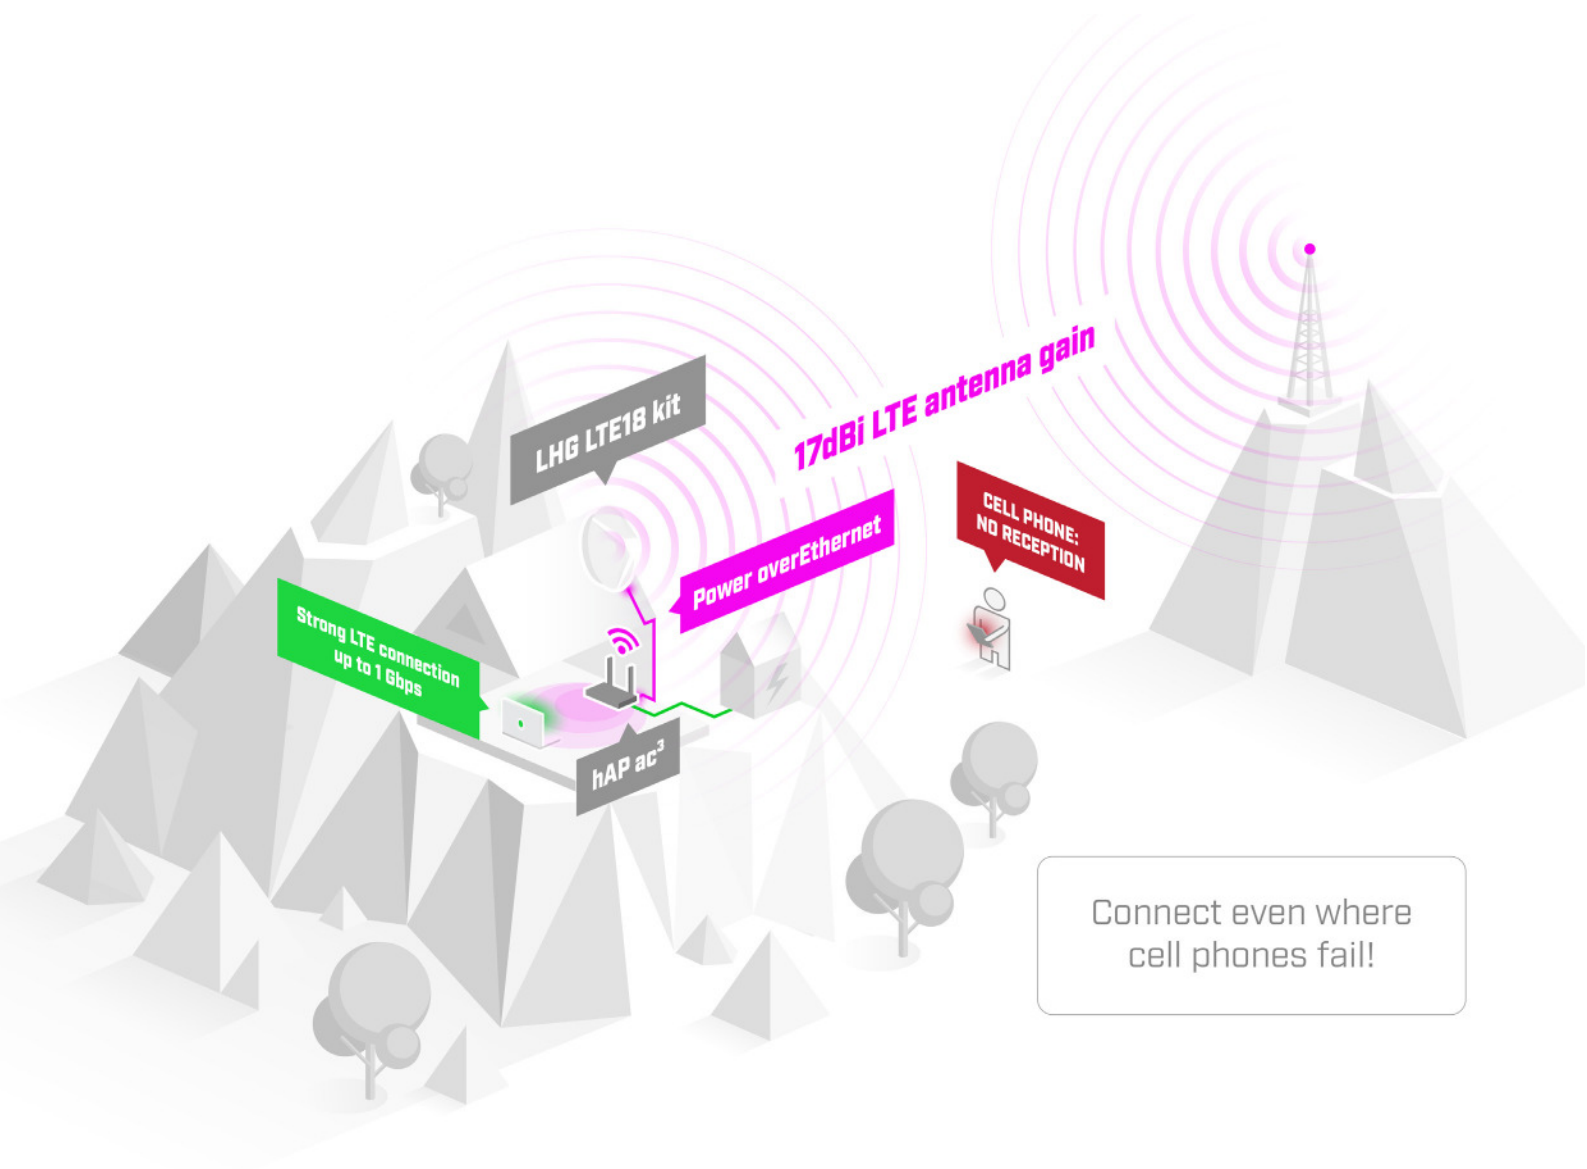 17dBi LTE antenna gain
LHG LTE18 kit
CELL PHONE:
NO RECEPTION
Power overEthernet
Strong LTE connection
up to 1 Gbps
hAP ac³
Connect even where
cell phones fail!